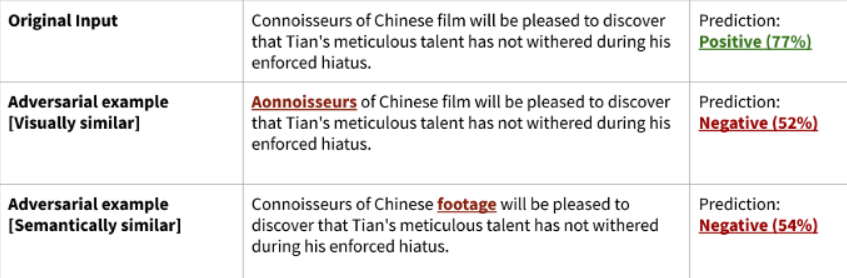 Original Input
Connoisseurs of Chinese film will be pleased to discover
that Tian's meticulous talent has not withered during his
enforced hiatus.
Prediction:
Positive (77%)
Adversarial example
[Visually similar]
Aonnoisseurs of Chinese film will be pleased to discover
that Tian's meticulous talent has not withered during his
enforced hiatus.
Prediction:
Negative (52%)
Adversarial example
[Semantically similar]
Connoisseurs of Chinese footage will be pleased to
discover that Tian's meticulous talent has not withered
during his enforced hiatus.
Prediction:
Negative (54%)